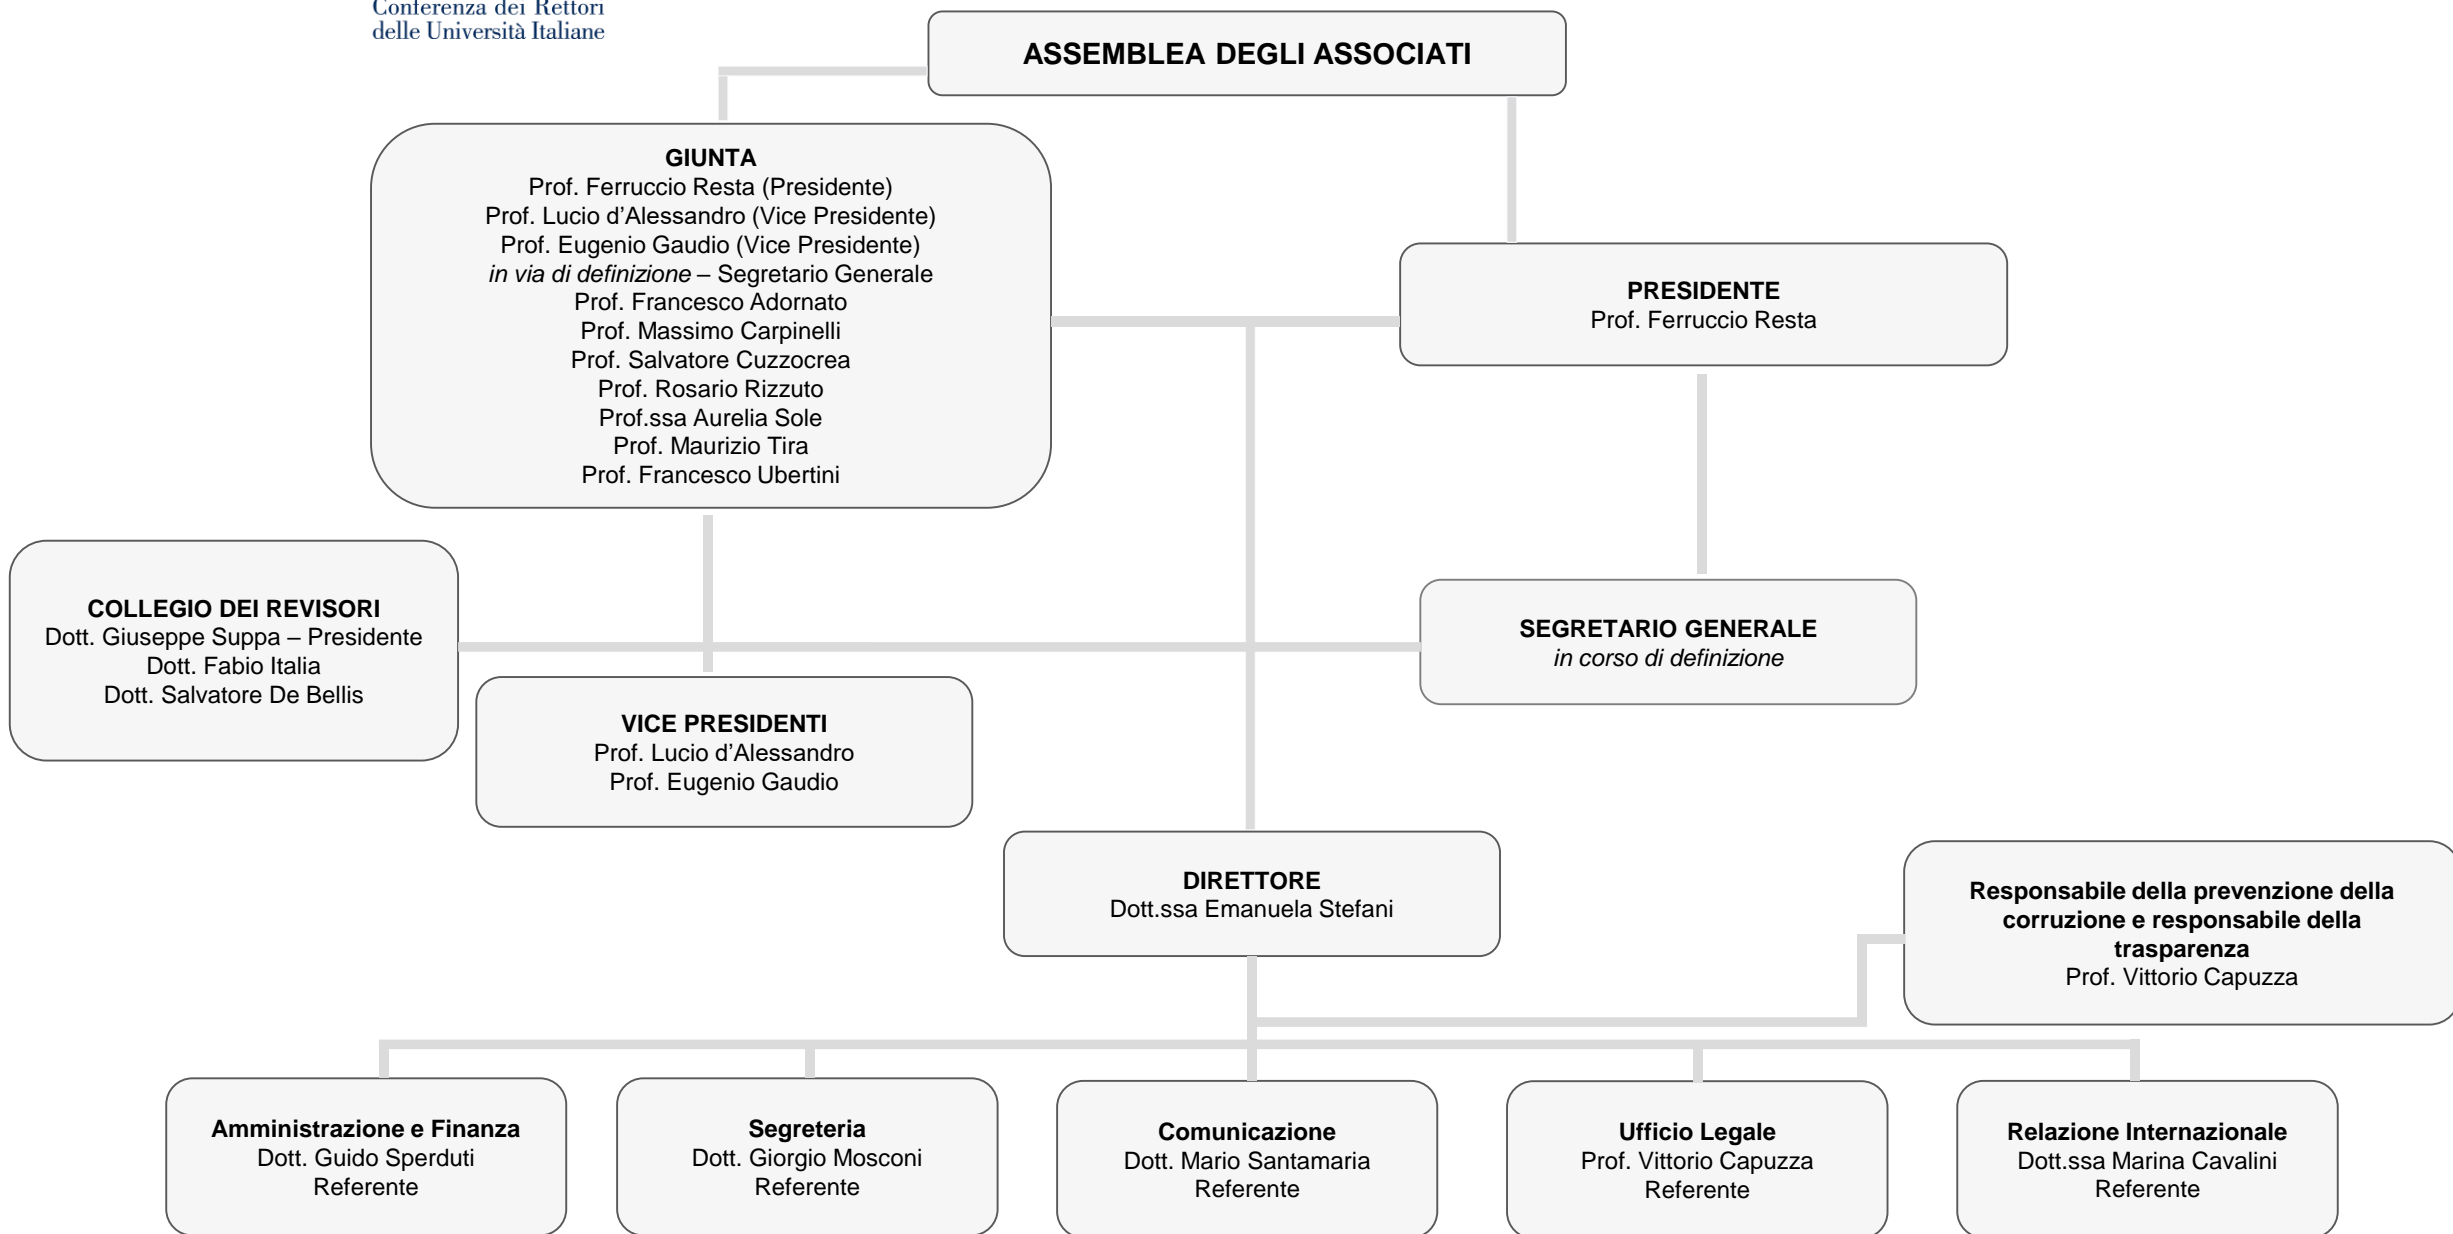 Conferenza dei Rettori
delle Università Italiane
ASSEMBLEA DEGLI ASSOCIATI
GIUNTA
Prof. Ferruccio Resta (Presidente)
Prof. Lucio d’Alessandro (Vice Presidente)
Prof. Eugenio Gaudio (Vice Presidente)
in via di definizione – Segretario Generale
Prof. Francesco Adornato
Prof. Massimo Carpinelli
Prof. Salvatore Cuzzocrea
Prof. Rosario Rizzuto
Prof.ssa Aurelia Sole
Prof. Maurizio Tira
Prof. Francesco Ubertini
PRESIDENTE
Prof. Ferruccio Resta
COLLEGIO DEI REVISORI
Dott. Giuseppe Suppa – Presidente
Dott. Fabio Italia
Dott. Salvatore De Bellis
SEGRETARIO GENERALE
in corso di definizione
VICE PRESIDENTI
Prof. Lucio d’Alessandro
Prof. Eugenio Gaudio
DIRETTORE
Dott.ssa Emanuela Stefani
Responsabile della prevenzione della
corruzione e responsabile della
trasparenza
Prof. Vittorio Capuzza
Amministrazione e Finanza
Dott. Guido Sperduti
Referente
Segreteria
Dott. Giorgio Mosconi
Referente
Comunicazione
Dott. Mario Santamaria
Referente
Ufficio Legale
Prof. Vittorio Capuzza
Referente
Relazione Internazionale
Dott.ssa Marina Cavalini
Referente